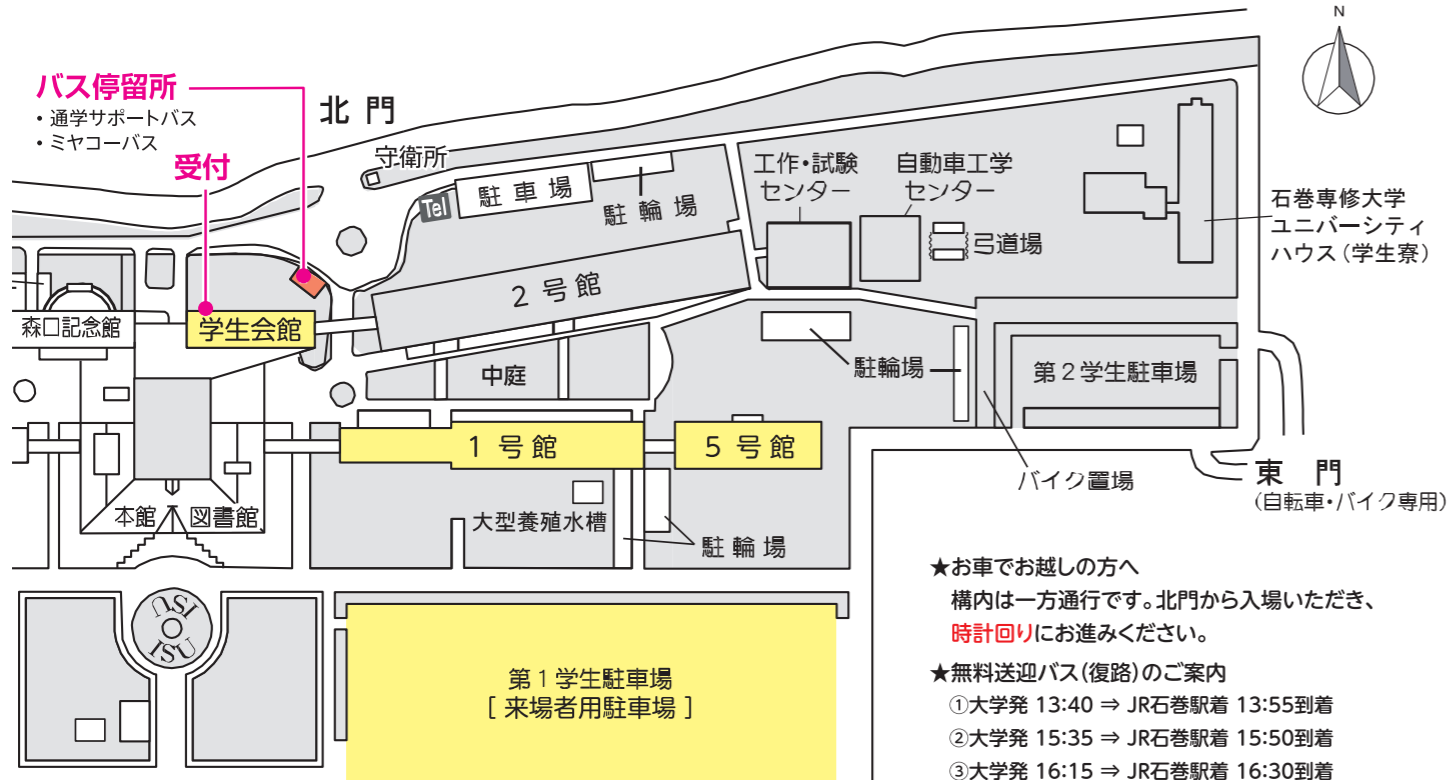 N
バス停留所
・通学サポートバス
・ミヤコーバス
北 門
受付
守衛所
Tel
駐 車 場
駐 輪 場
工作・試験
センター
自動車工学
センター
弓道場
石巻専修大学
ユニバーシティ
ハウス(学生寮)
2 号 館
森口記念館
学生会館
中庭
駐輪場
第2学生駐車場
1 号 館
5 号 館
バイク置場
東 門
(自転車・バイク専用)
本館
図書館
大型養殖水槽
駐 輪 場
ISU
ISU
第1学生駐車場
[ 来場者用駐車場 ]
★お車でお越しの方へ
構内は一方通行です。北門から入場いただき、
時計回りにお進みください。
★無料送迎バス(復路)のご案内
①大学発 13:40 ⇒ JR石巻駅着 13:55到着
②大学発 15:35 ⇒ JR石巻駅着 15:50到着
③大学発 16:15 ⇒ JR石巻駅着 16:30到着